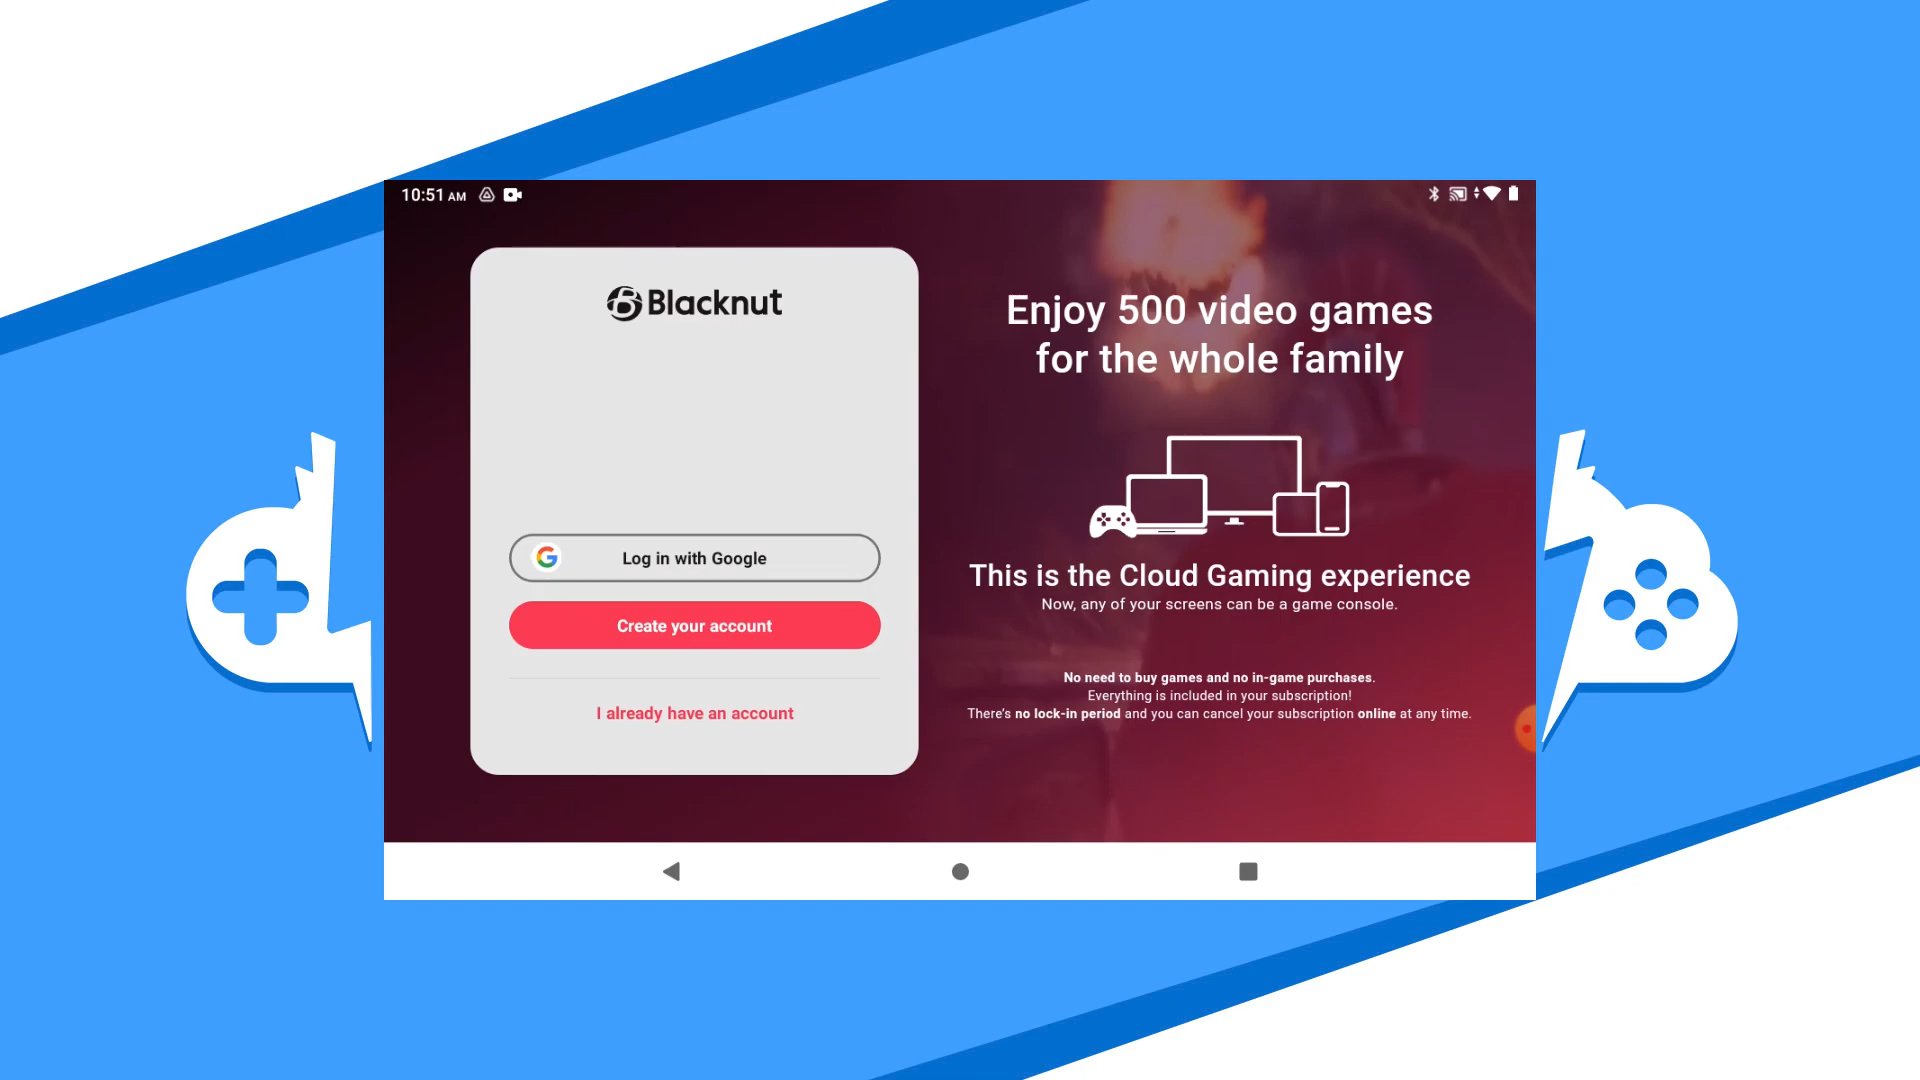 10:51 AM
Blacknut
Log in with Google
Create your account
I already have an account
Enjoy 500 video games
for the whole family
This is the Cloud Gaming experience
Now, any of your screens can be a game console.
No need to buy games and no in-game purchases.
Everything is included in your subscription!
There's no lock-in period and you can cancel your subscription online at any time.